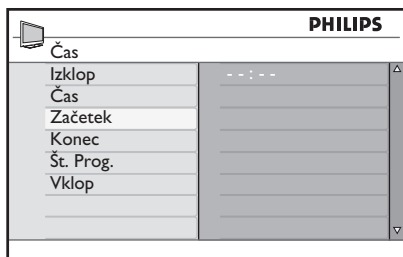 PHILIPS
Čas
Izklop
- - : - -
Čas
Začetek
Konec
Št. Prog.
Vklop